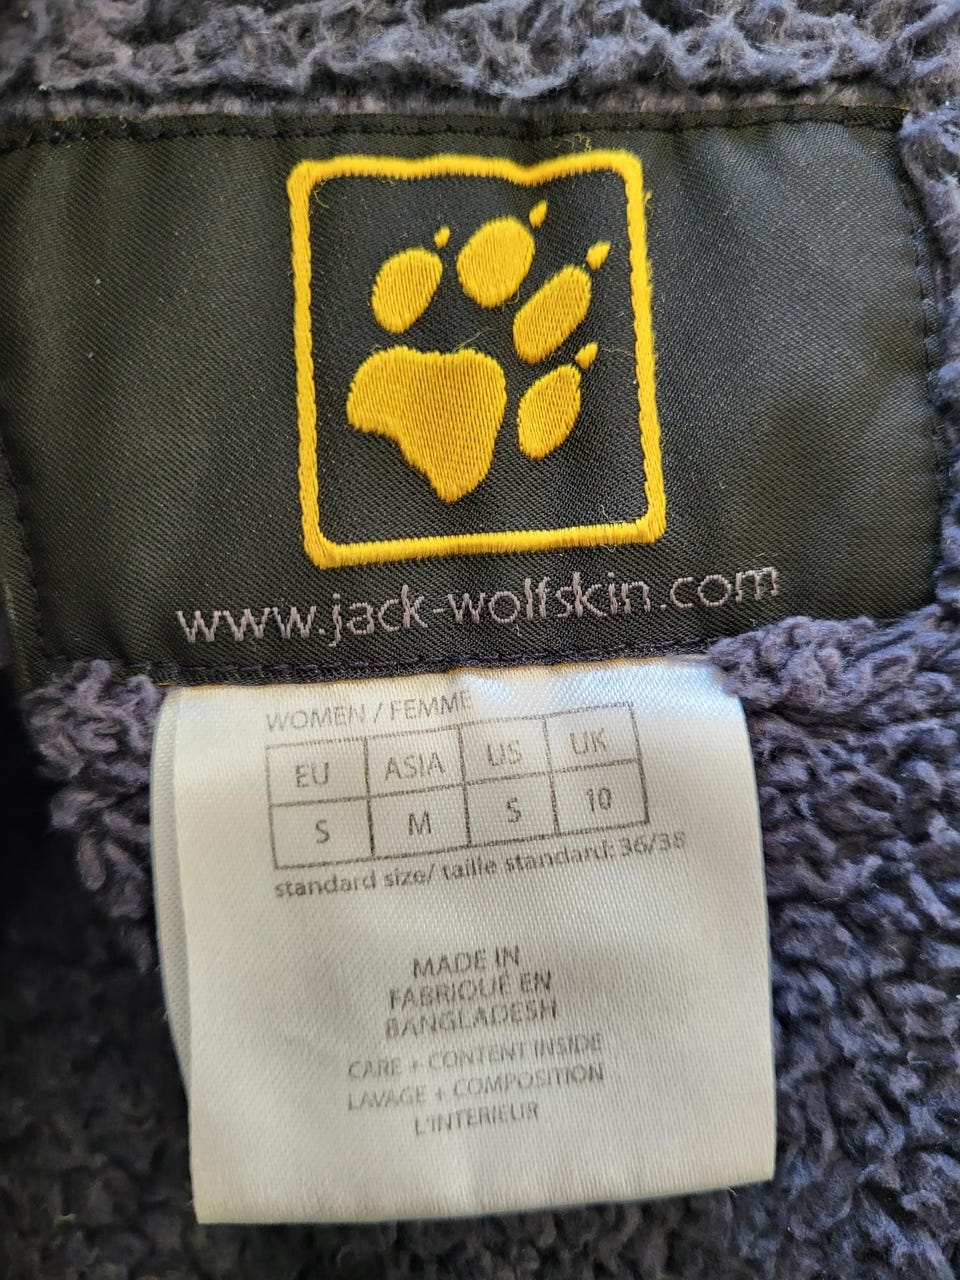 www.jack-wolfskin.com
WOMEN / FEMME
EU ASIA US UK
S M S 10
standard size/ taille standard: 36/38
MADE IN
FABRIQUÉ EN
BANGLADESH
CARE + CONTENT INSIDE
LAVAGE + COMPOSITION
L'INTERIEUR